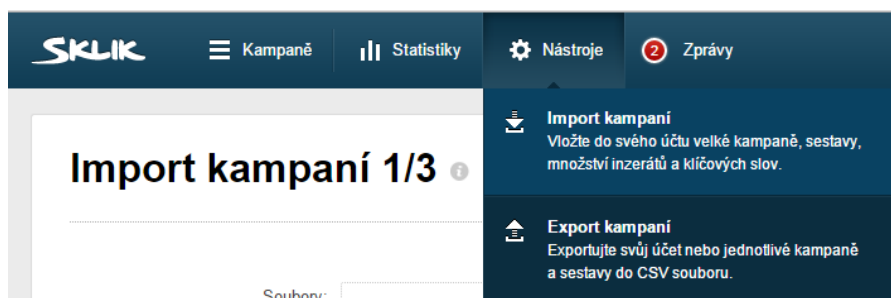 SKLIK Kampaně Statistiky Nástroje 2 Zprávy
Import kampaní 1/3
Soubory:
Import kampaní
Vložte do svého účtu velké kampaně, sestavy,
množství inzerátů a klíčových slov.
Export kampaní
Exportujte svůj účet nebo jednotlivé kampaně
a sestavy do CSV souboru.